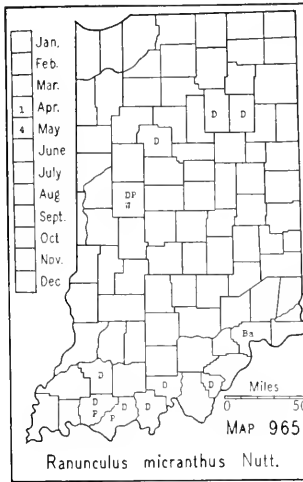 Jan.
Feb.
Mar.
1 Apr.
4 May
June
July
Aug
Sept.
Oct
Nov.
Dec
D D
D
DP
Ba
D
D D
D D D
P P
Miles
0 50
MAP 965
Ranunculus micranthus Nutt.